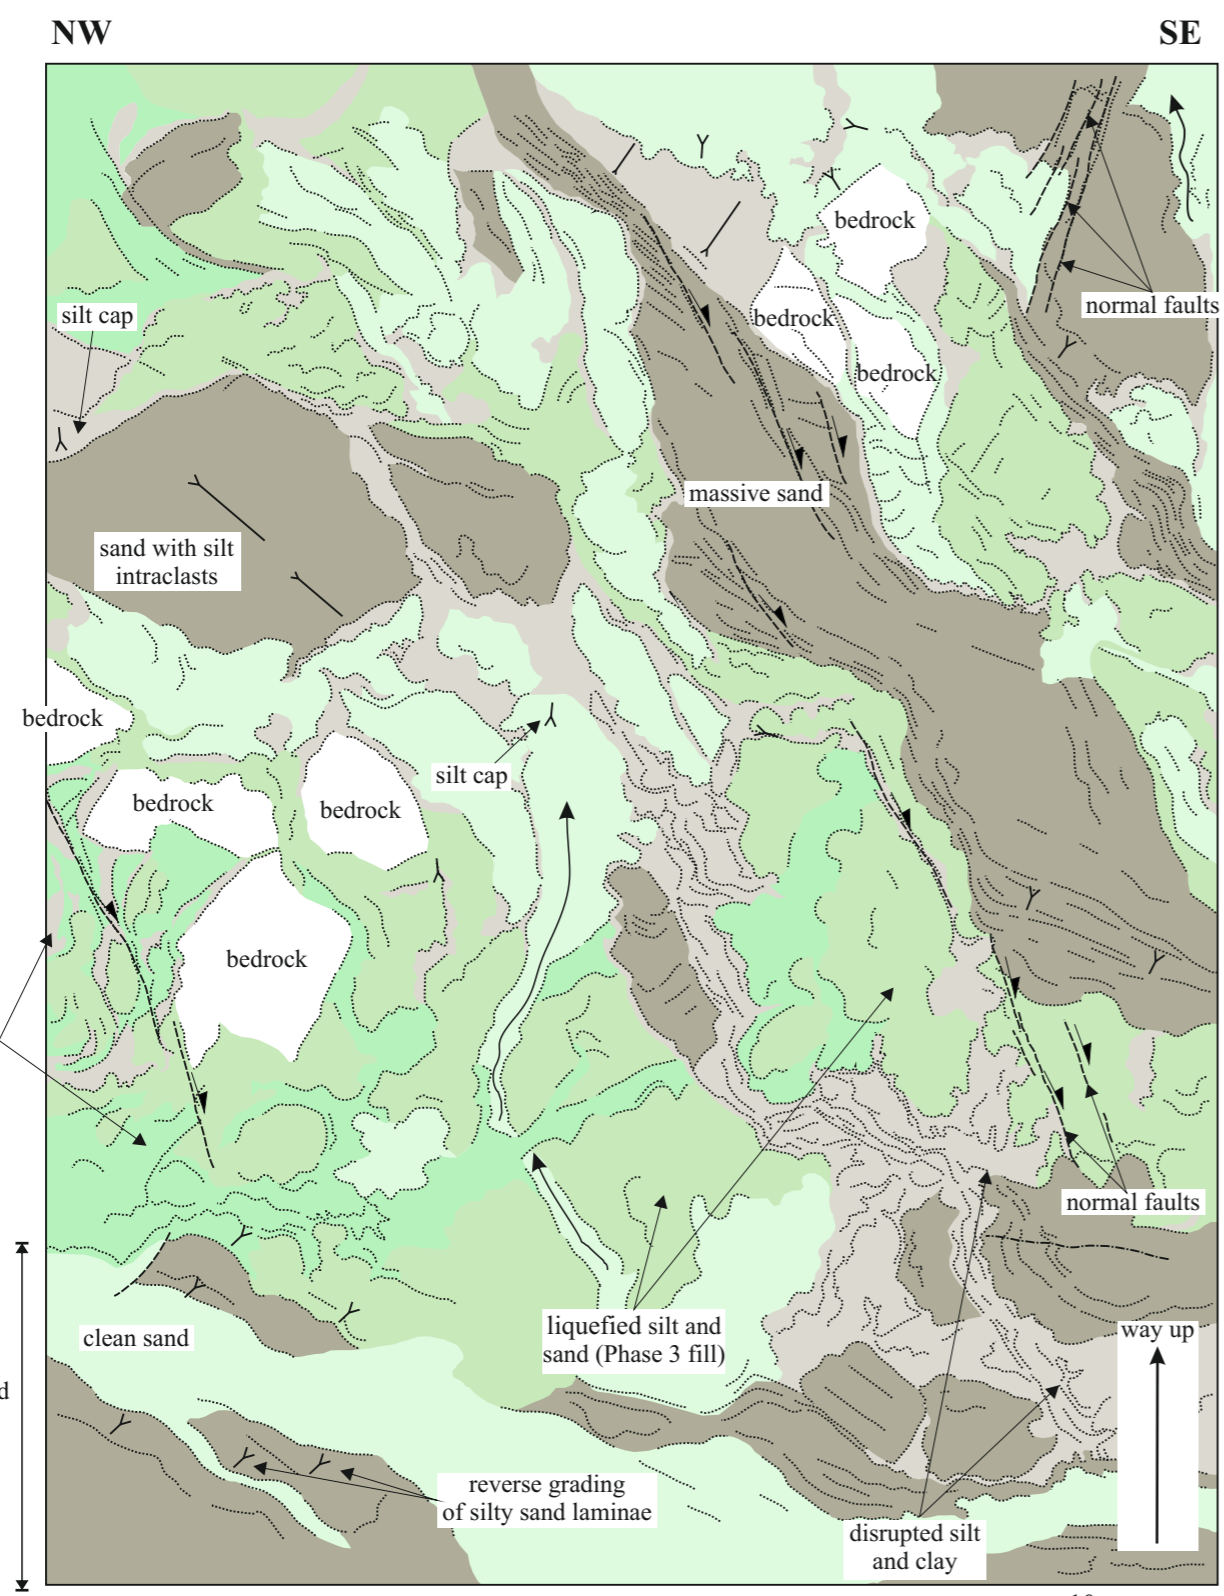 NW
SE
bedrock
normal faults
silt cap
bedrock
bedrock
massive sand
sand with silt
intraclasts
bedrock
silt cap
bedrock
bedrock
bedrock
normal faults
liquefied silt and
sand (Phase 3 fill)
way up
clean sand
reverse grading
of silty sand laminae
disrupted silt
and clay